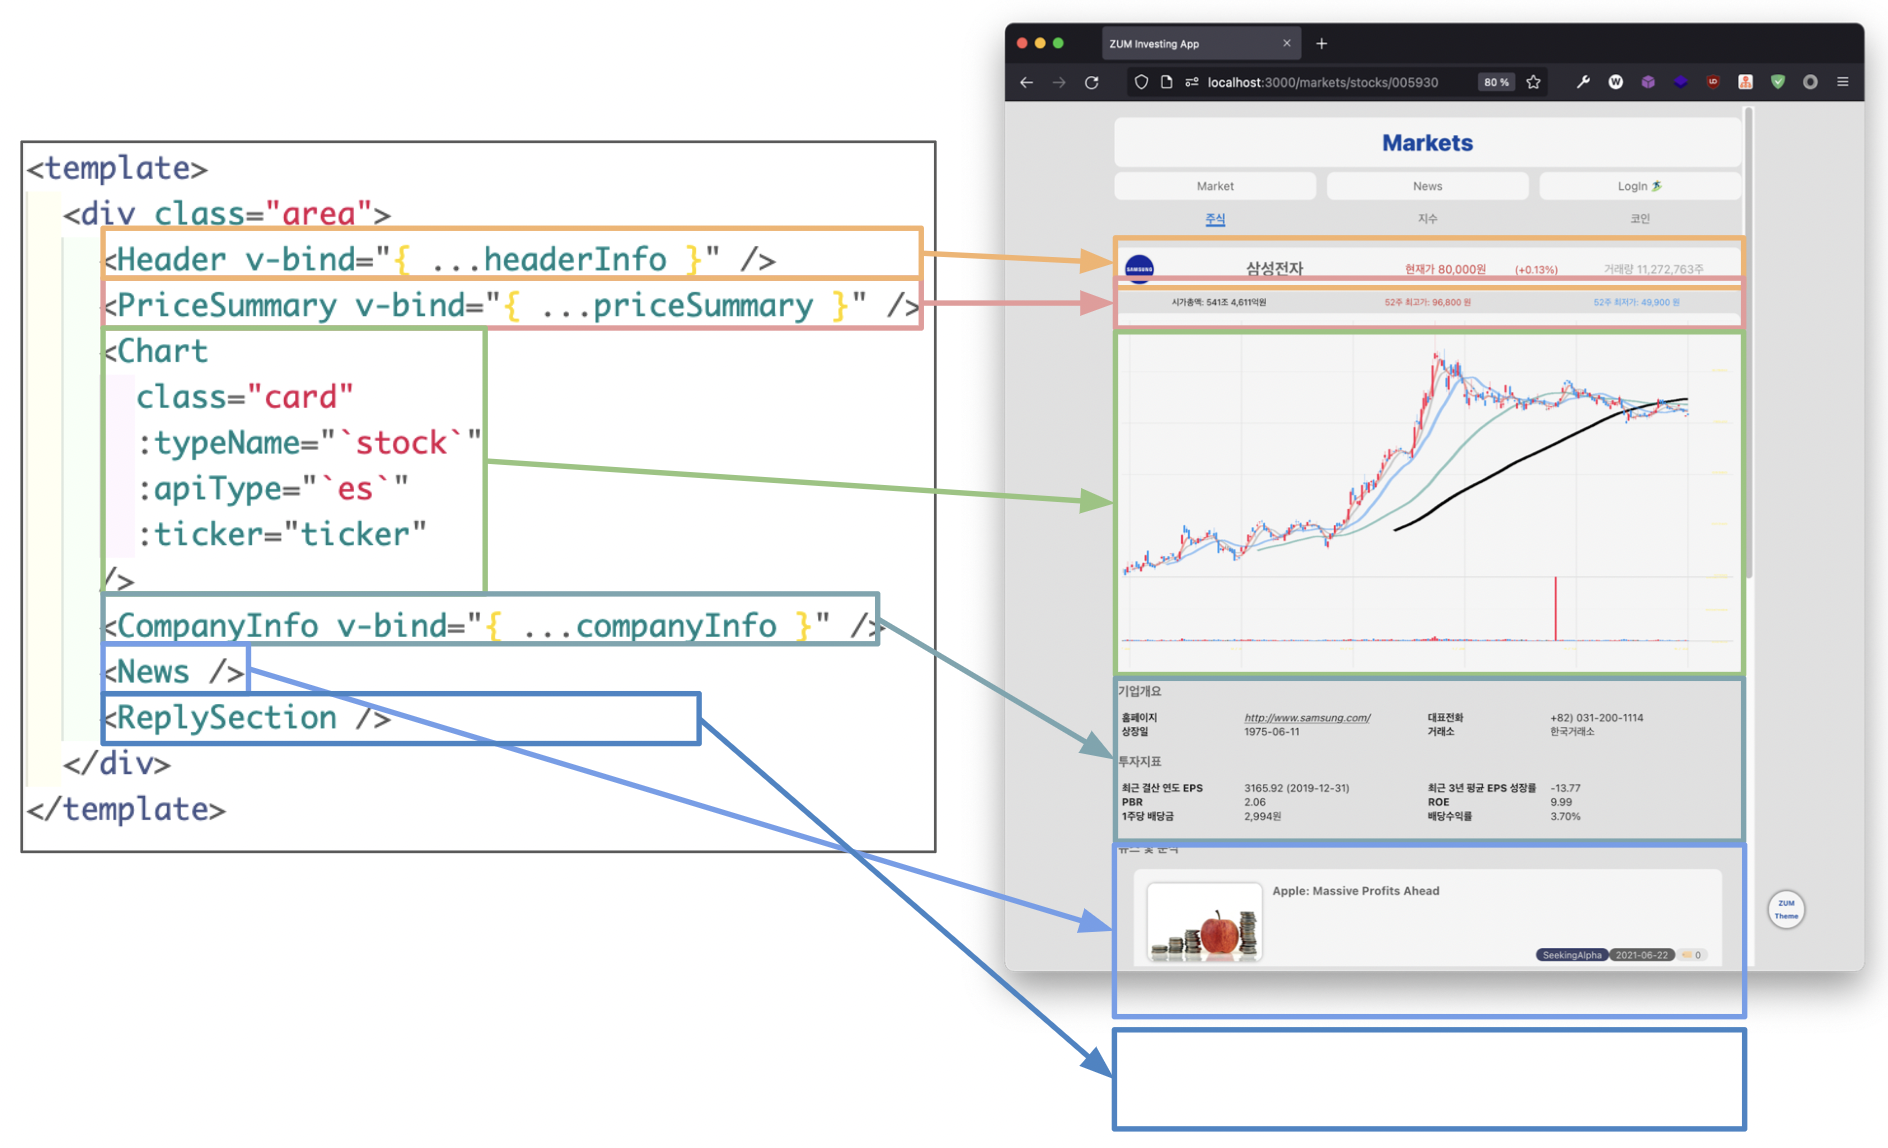 <template>
<div class="area">
<Header v-bind="{ ...headerInfo }" />
<PriceSummary v-bind="{ ...priceSummary }" />
<Chart
class="card"
:typeName="`stock`"
:apiType="`es`"
:ticker="ticker"
/>
<CompanyInfo v-bind="{ ...companyInfo }" />
<News />
<ReplySection />
</div>
</template>
ZUM Investing App
localhost:3000/markets/stocks/005930 80 %
Markets
Market News LogIn
주식 지수 코인
SAMSUNG 삼성전자 현재가 80,000원 (+0.13%) 거래량 11,272,763주
시가총액: 541조 4,611억원 52주 최고가: 96,800 원 52주 최저가: 49,900 원
기업개요
홈페이지 http://www.samsung.com/ 대표전화 +82) 031-200-1114
상장일 1975-06-11 거래소 한국거래소
투자지표
최근 결산 연도 EPS 3165.92 (2019-12-31) 최근 3년 평균 EPS 성장률 -13.77
PBR 2.06 ROE 9.99
1주당 배당금 2,994원 배당수익률 3.70%
뉴스 및 분석
Apple: Massive Profits Ahead
SeekingAlpha 2021-06-22 0
ZUM
Theme